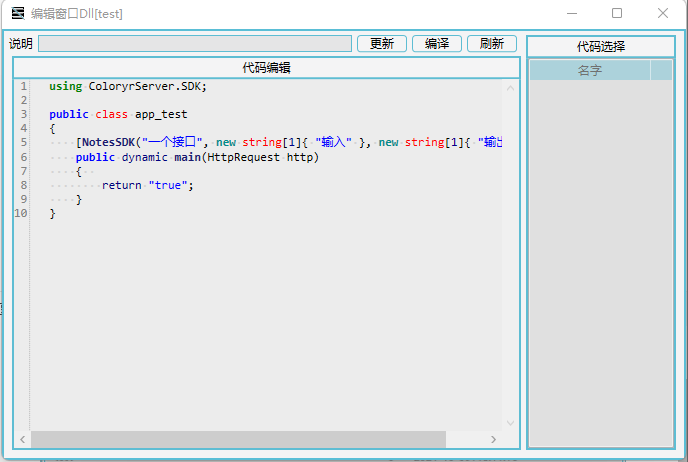 编辑窗口Dll[test]
说明 更新 编译 刷新
代码选择
代码编辑
名字
1 using ColoryrServer.SDK;
2
3 public class app_test
4 {
5 [NotesSDK("一个接口", new string[1]{ "输入" }, new string[1]{ "输出
6 public dynamic main(HttpRequest http)
7 {
8 return "true";
9 }
10 }